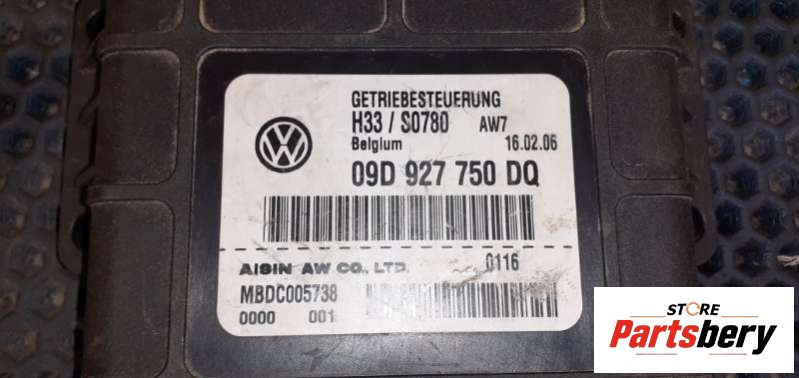 GETRIEBESTEUERUNG
H33 / S0780 AW7
Belgium 16.02.06
09D 927 750 DQ
AISIN AW CO., LTD. 0116
MBDC005738
0000 001
STORE
Partsbery